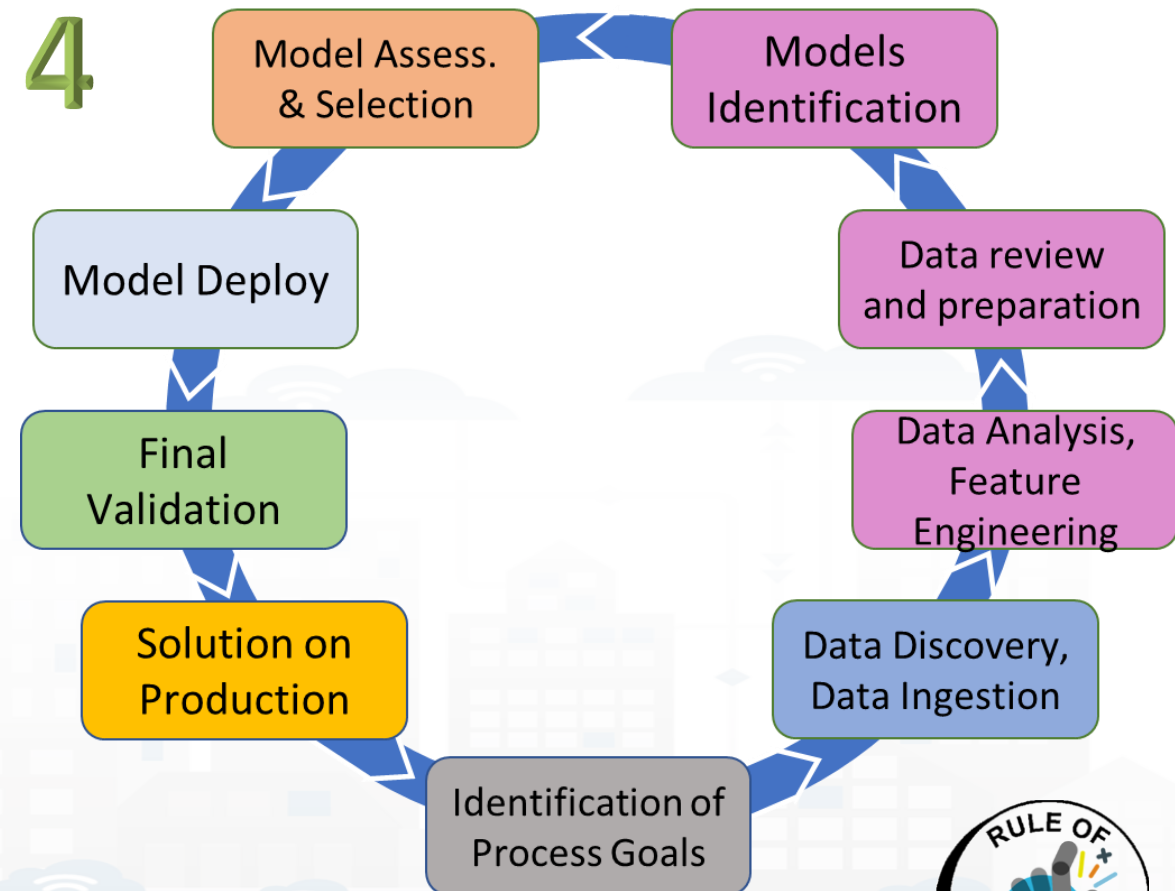 4
Model Assess.
& Selection
Models
Identification
Model Deploy
Data review
and preparation
Final
Validation
Data Analysis,
Feature
Engineering
Solution on
Production
Data Discovery,
Data Ingestion
Identification of
Process Goals
RULE OF